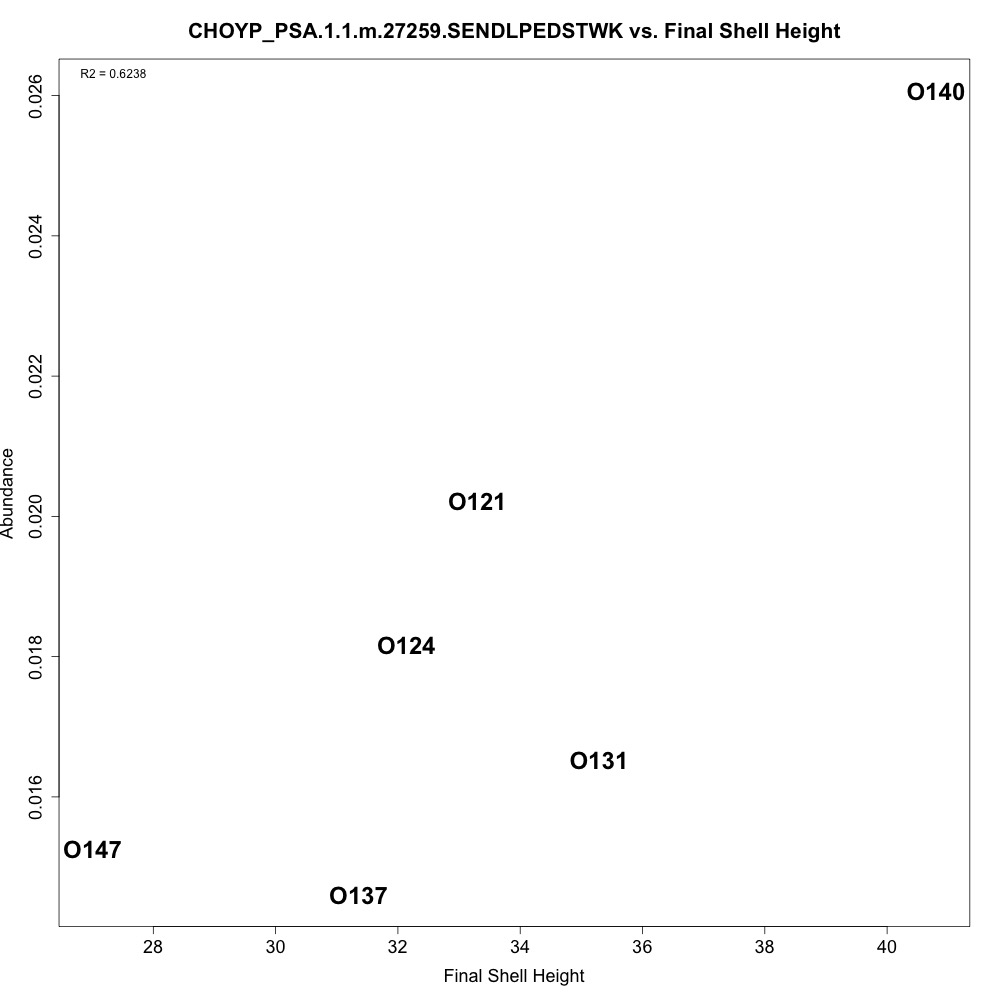 CHOYP_PSA.1.1.m.27259.SENDLPEDSTWK vs. Final Shell Height
R2 = 0.6238
O140
0.026
0.024
0.022
Abundance
O121
0.020
O124
0.018
O131
0.016
O147
O137
28 30 32 34 36 38 40
Final Shell Height